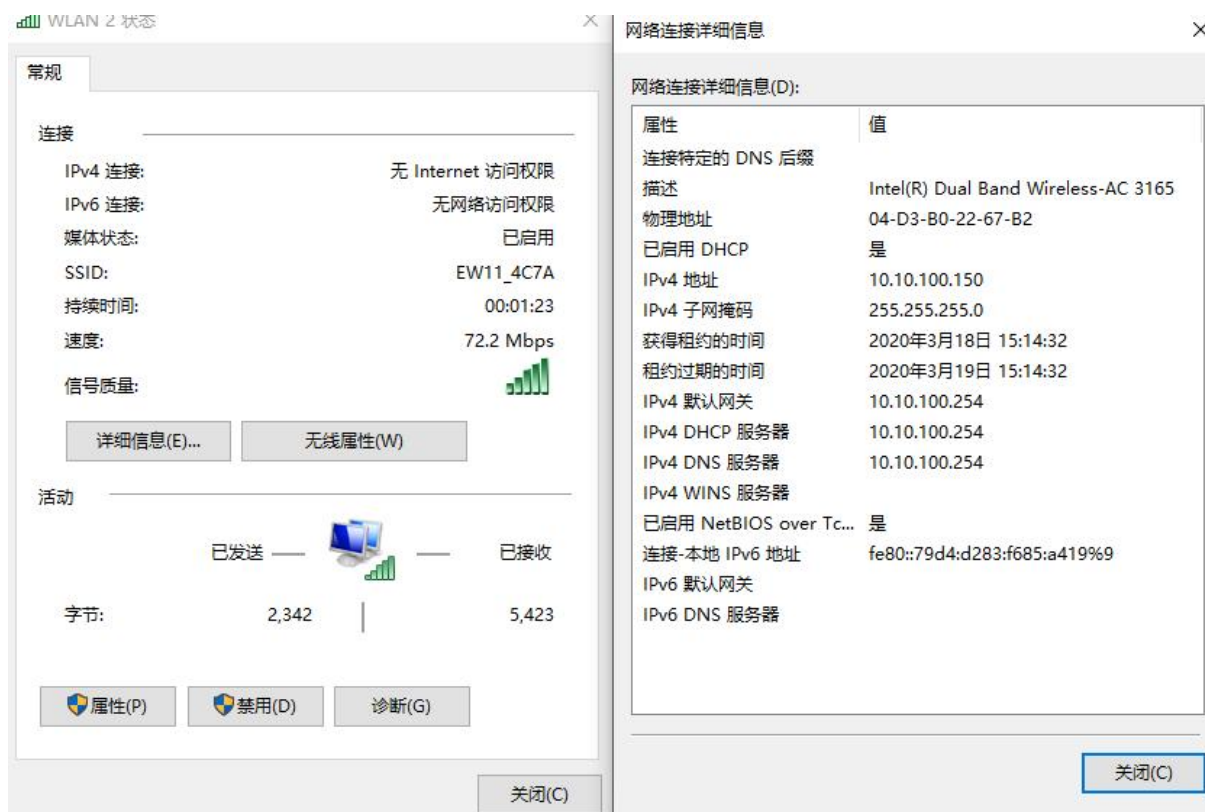 WLAN 2 状态
常规
连接
IPv4 连接: 无 Internet 访问权限
IPv6 连接: 无网络访问权限
媒体状态: 已启用
SSID: EW11_4C7A
持续时间: 00:01:23
速度: 72.2 Mbps
信号质量:
详细信息(E)... 无线属性(W)
活动
已发送 已接收
字节: 2,342 5,423
属性(P) 禁用(D) 诊断(G)
关闭(C)
网络连接详细信息
网络连接详细信息(D):
属性 值
连接特定的 DNS 后缀
描述 Intel(R) Dual Band Wireless-AC 3165
物理地址 04-D3-B0-22-67-B2
已启用 DHCP 是
IPv4 地址 10.10.100.150
IPv4 子网掩码 255.255.255.0
获得租约的时间 2020年3月18日 15:14:32
租约过期的时间 2020年3月19日 15:14:32
IPv4 默认网关 10.10.100.254
IPv4 DHCP 服务器 10.10.100.254
IPv4 DNS 服务器 10.10.100.254
IPv4 WINS 服务器
已启用 NetBIOS over Tc... 是
连接-本地 IPv6 地址 fe80::79d4:d283:f685:a419%9
IPv6 默认网关
IPv6 DNS 服务器
关闭(C)